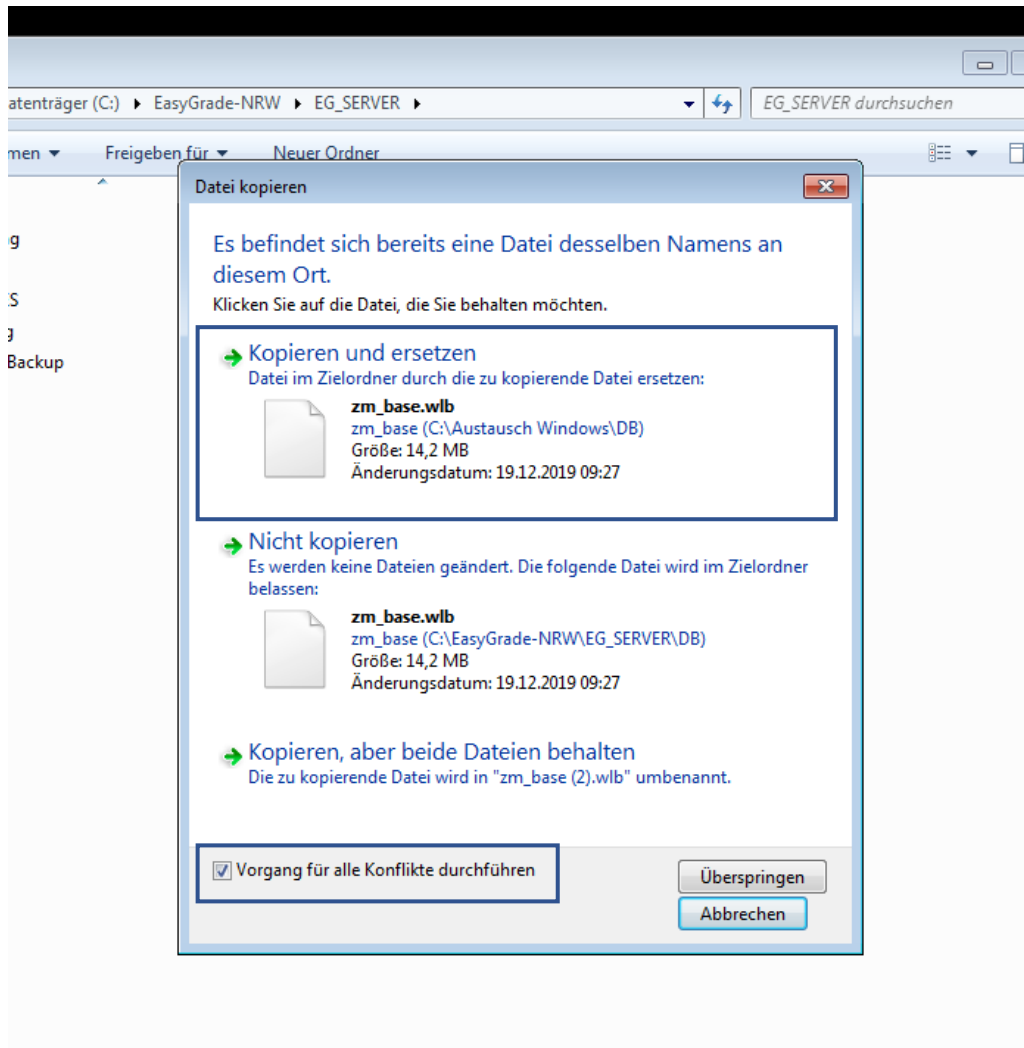 atenträger (C:) EasyGrade-NRW EG_SERVER
EG_SERVER durchsuchen
men Freigeben für Neuer Ordner
Datei kopieren
Es befindet sich bereits eine Datei desselben Namens an
diesem Ort.
Klicken Sie auf die Datei, die Sie behalten möchten.
g
S
g
Backup
Kopieren und ersetzen
Datei im Zielordner durch die zu kopierende Datei ersetzen:
zm_base.wlb
zm_base (C:\Austausch Windows\DB)
Größe: 14,2 MB
Änderungsdatum: 19.12.2019 09:27
Nicht kopieren
Es werden keine Dateien geändert. Die folgende Datei wird im Zielordner
belassen:
zm_base.wlb
zm_base (C:\EasyGrade-NRW\EG_SERVER\DB)
Größe: 14,2 MB
Änderungsdatum: 19.12.2019 09:27
Kopieren, aber beide Dateien behalten
Die zu kopierende Datei wird in "zm_base (2).wlb" umbenannt.
Vorgang für alle Konflikte durchführen
Überspringen
Abbrechen